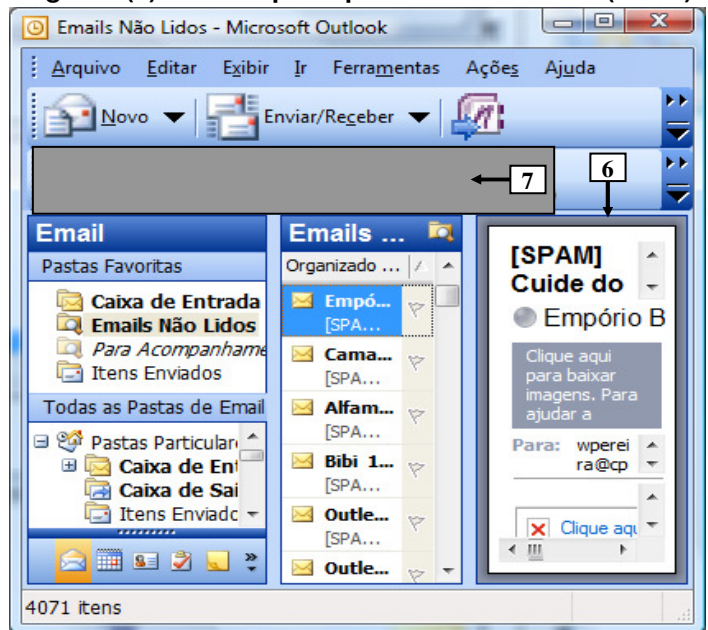 Emails Não Lidos - Microsoft Outlook
Arquivo Editar Exibir Ir Ferramentas Ações Ajuda
Novo Enviar/Receber
7
6
Email
Pastas Favoritas
Caixa de Entrada
Emails Não Lidos
Para Acompanhame
Itens Enviados
Todas as Pastas de Email
Pastas Particular
Caixa de En
Caixa de Sai
Itens Enviadc
Emails ...
Organizado ...
Empó...
[SPA...
Cama...
[SPA...
Alfam...
[SPA...
Bibi 1...
[SPA...
Outle...
[SPA...
Outle...
[SPAM]
Cuide do
Empório B
Clique aqui
para baixar
imagens. Para
ajudar a
Para: wperei
ra@cp
Clique aqu
4071 itens